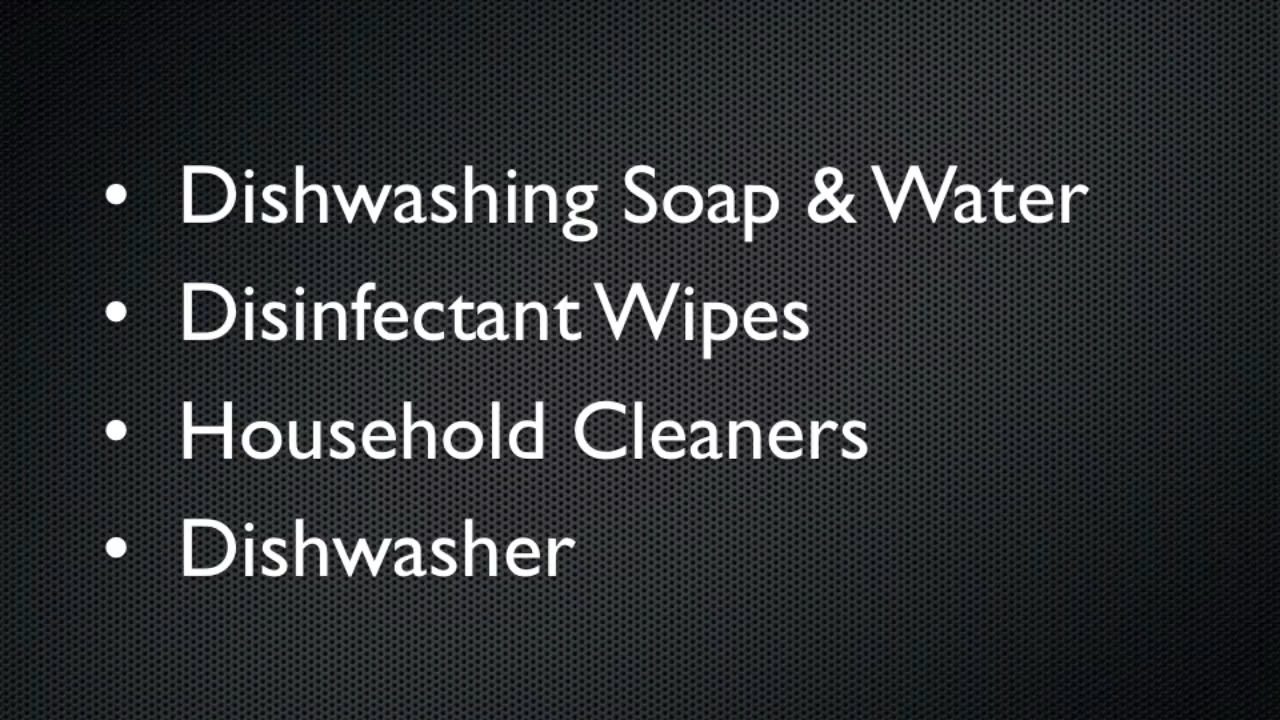 • Dishwashing Soap & Water
• Disinfectant Wipes
• Household Cleaners
• Dishwasher